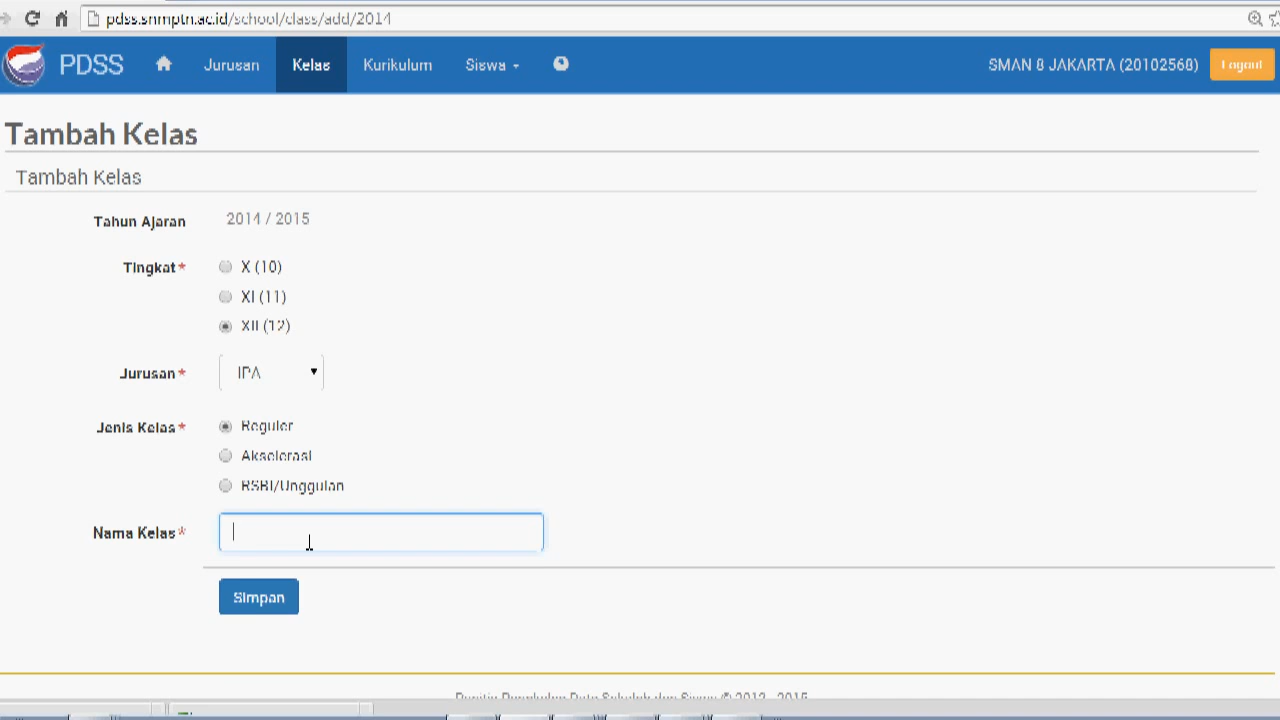 pdss.snmptn.ac.id/school/class/add/2014
PDSS Jurusan Kelas Kurikulum Siswa SMAN 8 JAKARTA (20102568) Logout
Tambah Kelas
Tambah Kelas
Tahun Ajaran 2014 / 2015
Tingkat* X (10)
XI (11)
XII (12)
Jurusan* IPA
Jenis Kelas* Reguler
Akselerasi
RSBI/Unggulan
Nama Kelas*
Simpan
© 2012 - 2015